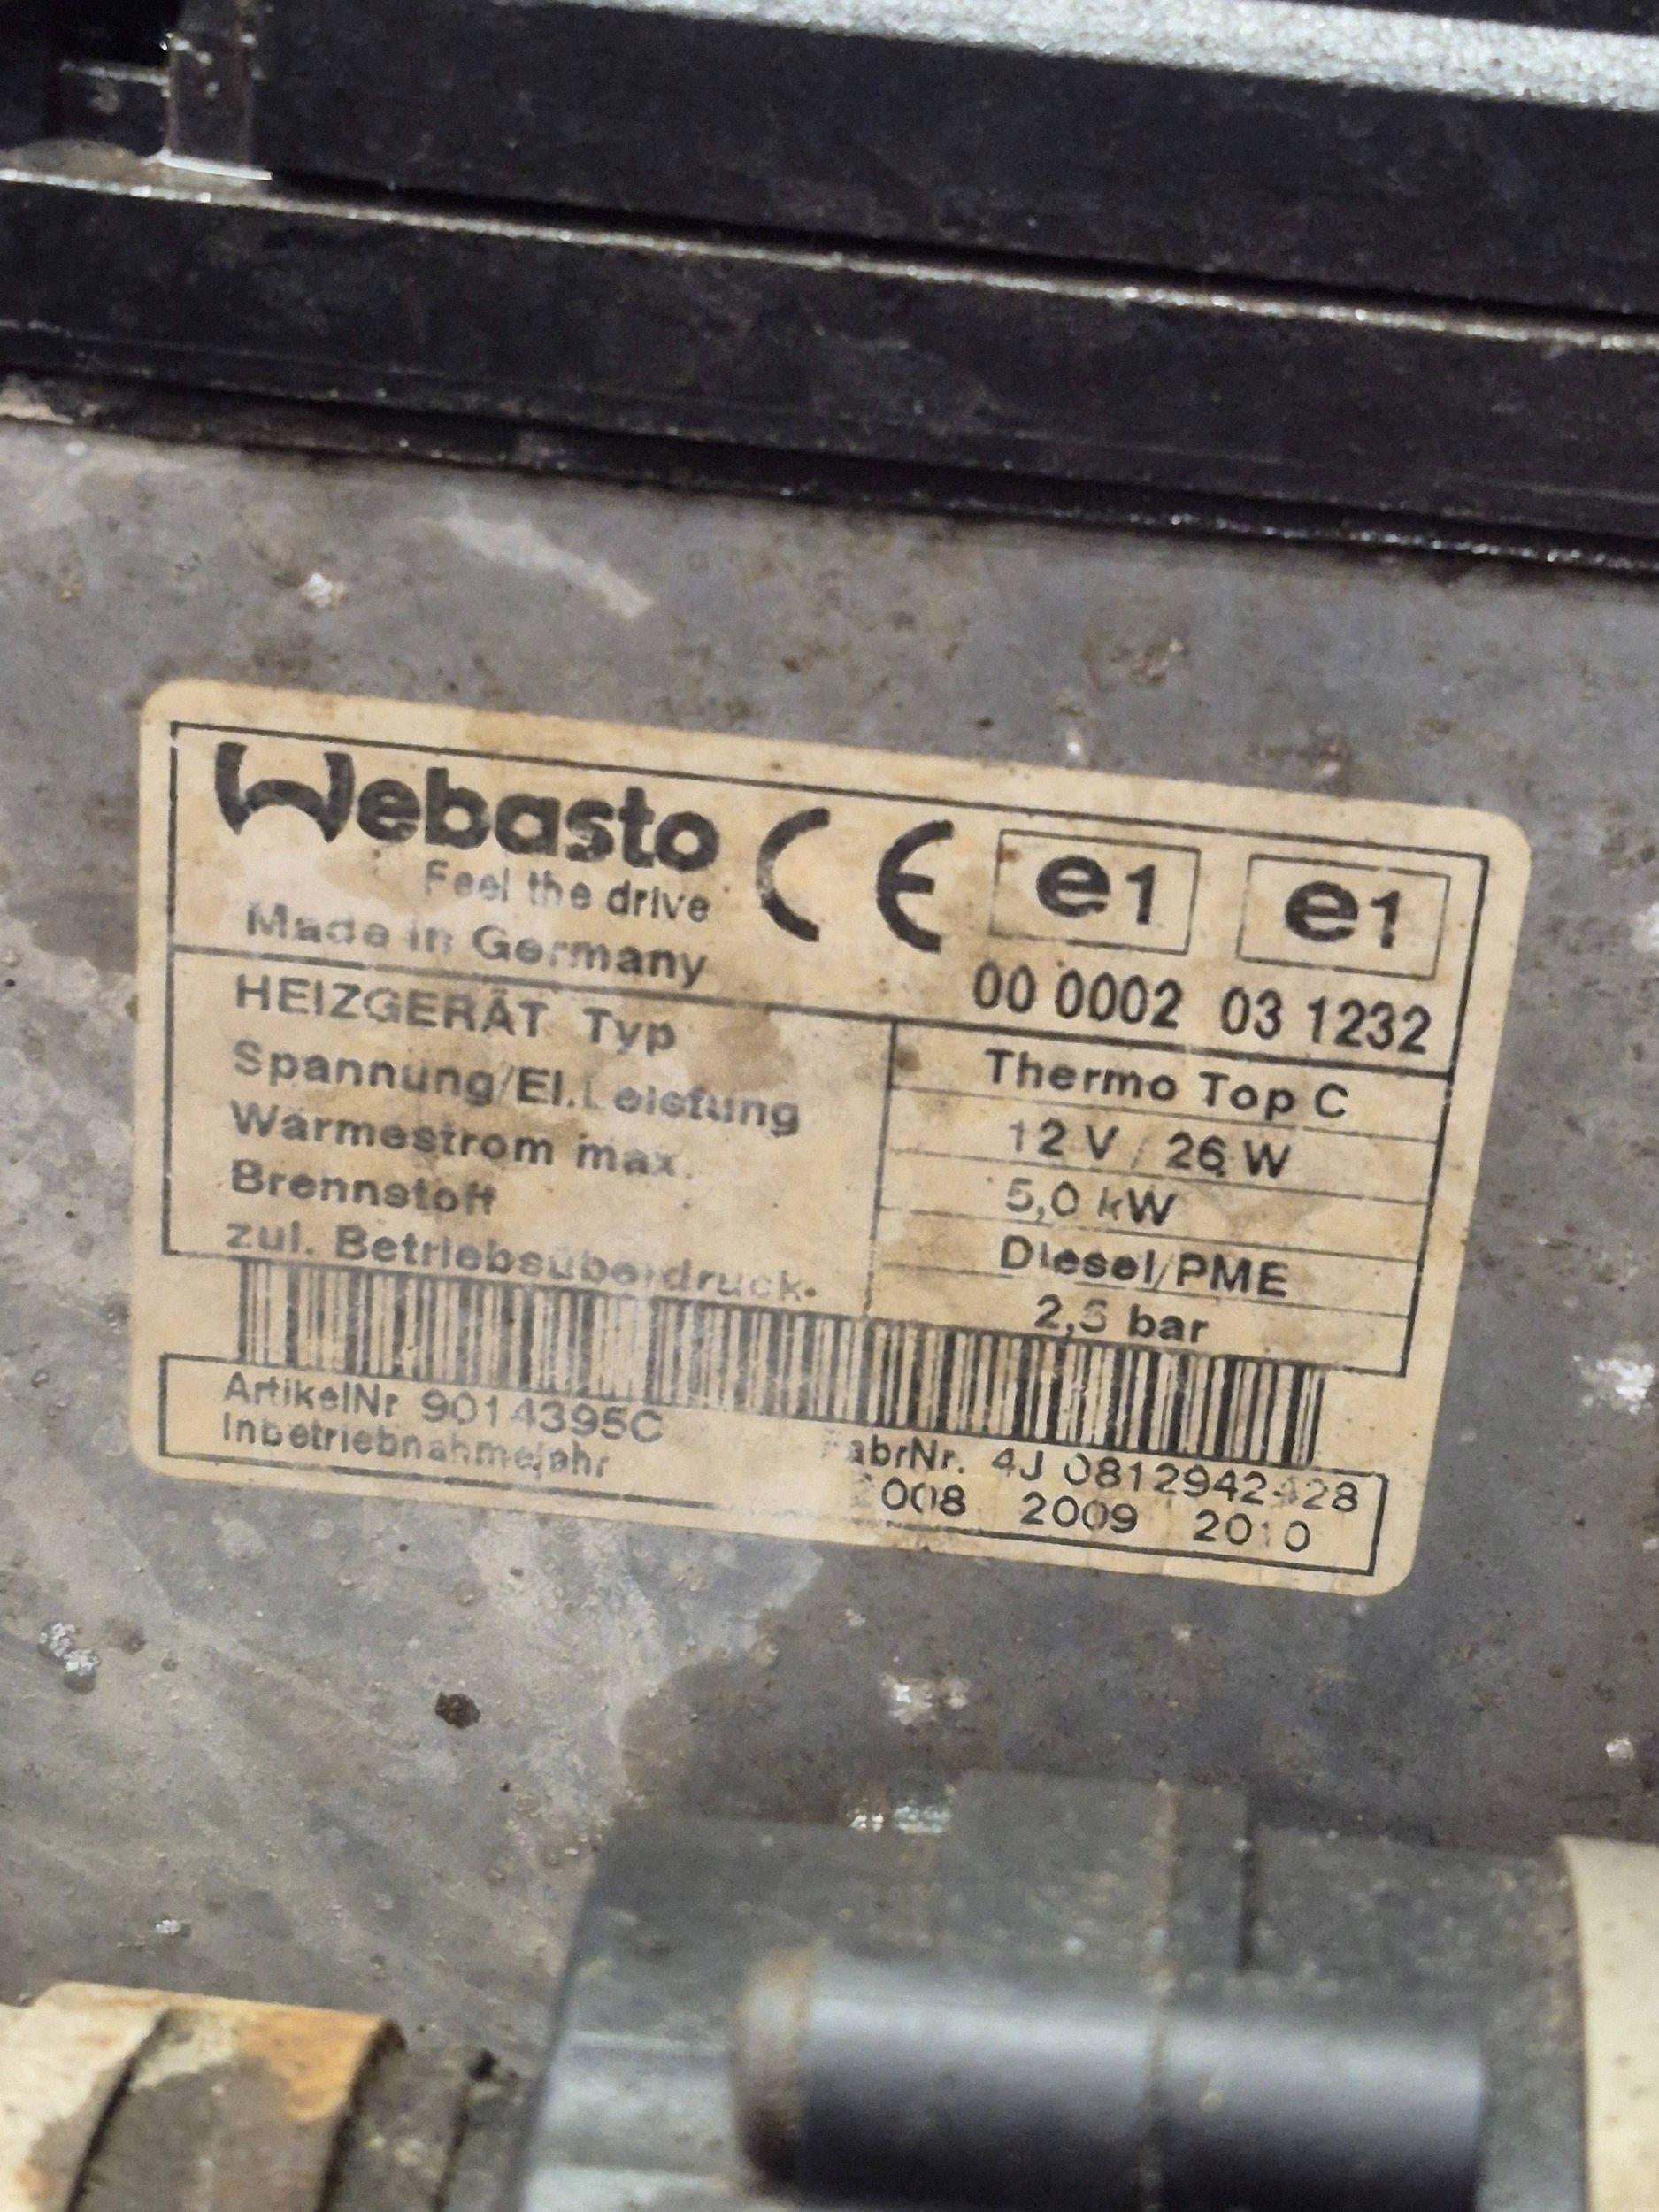 Webasto
Feel the drive
Made in Germany
CE e1 e1
00 0002 03 1232
HEIZGERÄT Typ Thermo Top C
Spannung/El.Leistung 12 V / 26 W
Wärmestrom max. 5,0 kW
Brennstoff Diesel/PME
zul. Betriebsüberdruck 2,5 bar
ArtikelNr 9014395C FabrNr. 4J
Inbetriebnahmejahr 2008 2009 2010